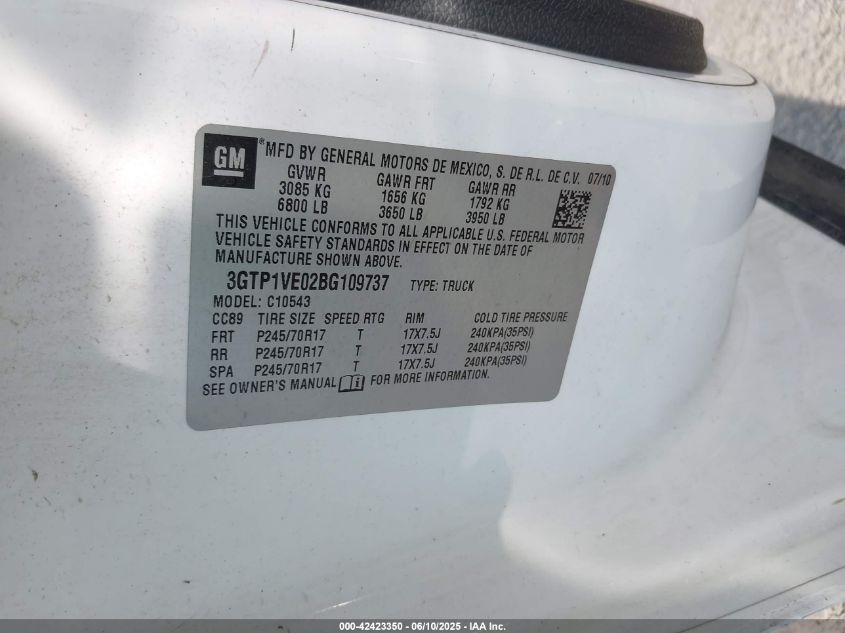 GM ® MFD BY GENERAL MOTORS DE MEXICO, S. DE R.L. DE C.V. 07/10
GVWR GAWR FRT GAWR RR
3085 KG 1656 KG 1792 KG
6800 LB 3650 LB 3950 LB
THIS VEHICLE CONFORMS TO ALL APPLICABLE U.S. FEDERAL MOTOR
VEHICLE SAFETY STANDARDS IN EFFECT ON THE DATE OF
MANUFACTURE SHOWN ABOVE.
3GTP1VE02BG109737 TYPE: TRUCK
MODEL: C10543
CC89 TIRE SIZE SPEED RTG RIM COLD TIRE PRESSURE
FRT P245/70R17 T 17X7.5J 240KPA(35PSI)
RR P245/70R17 T 17X7.5J 240KPA(35PSI)
SPA P245/70R17 T 17X7.5J 240KPA(35PSI)
SEE OWNER'S MANUAL i FOR MORE INFORMATION.
000-42423350 - 06/10/2025 - IAA Inc.